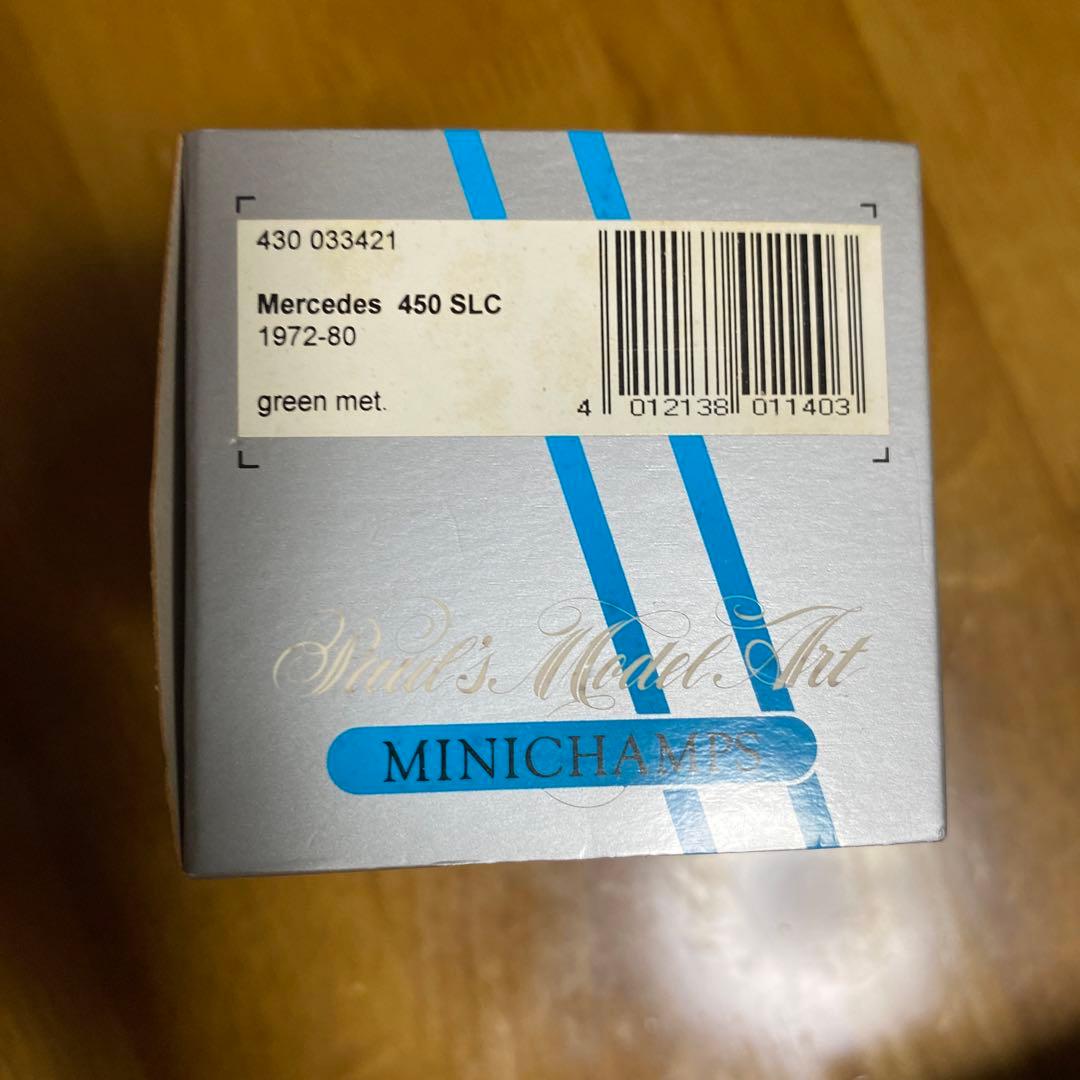 430 033421
Mercedes 450 SLC
1972-80
green met.
4 012138 011403
Paul's Model Art
MINICHAMPS